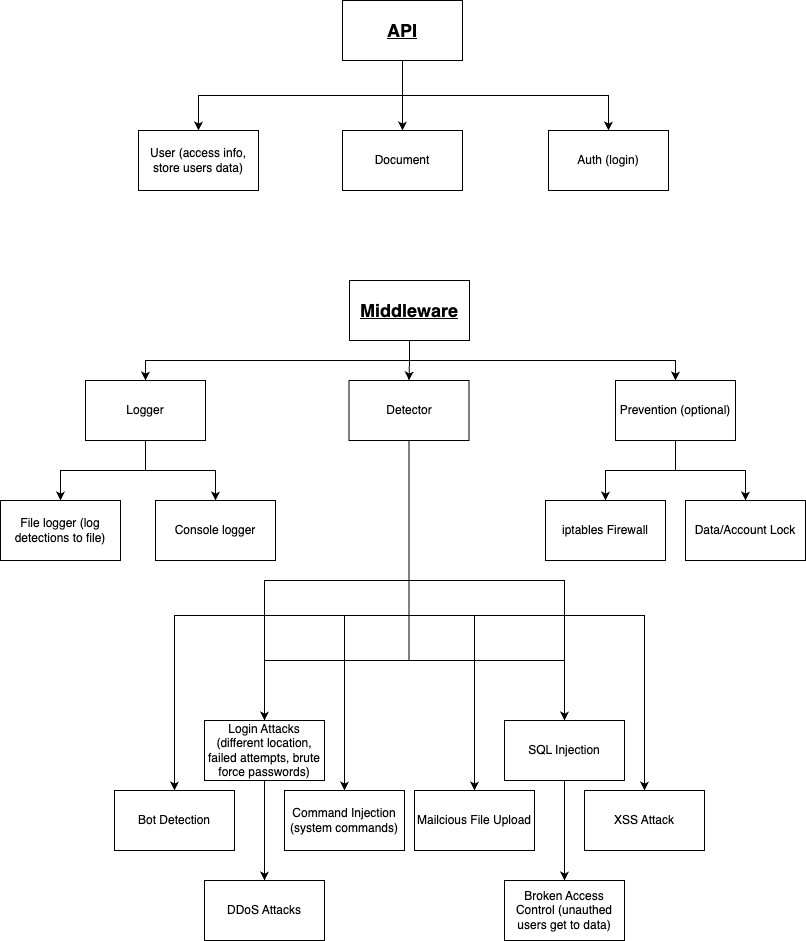 API
User (access info,
store users data)
Document
Auth (login)
Middleware
Logger
Detector
Prevention (optional)
File logger (log
detections to file)
Console logger
iptables Firewall
Data/Account Lock
Login Attacks
(different location,
failed attempts, brute
force passwords)
SQL Injection
Bot Detection
Command Injection
(system commands)
Mailcious File Upload
XSS Attack
DDoS Attacks
Broken Access
Control (unauthed
users get to data)